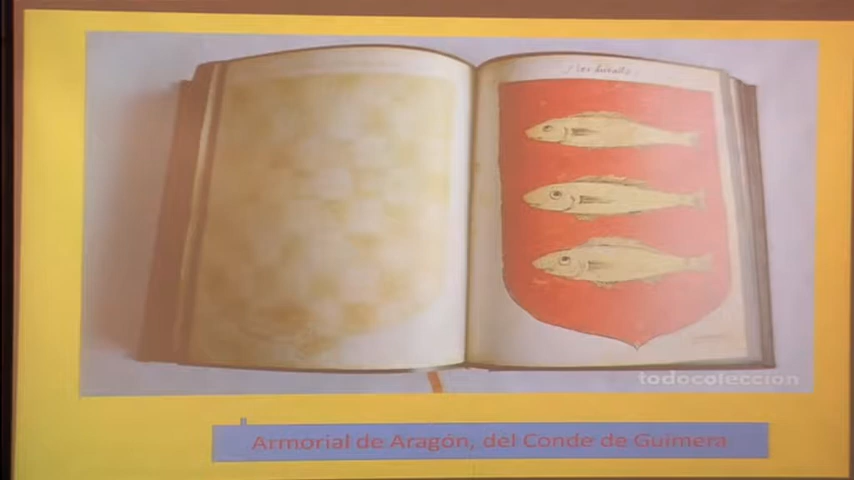 todocoleccion
Armorial de Aragón, del Conde de Guimera